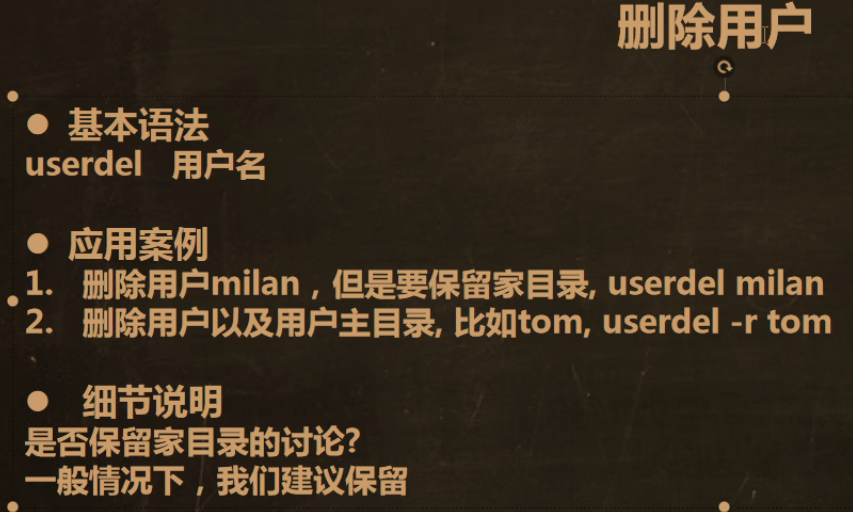 删除用户
● 基本语法
userdel 用户名
● 应用案例
1. 删除用户milan，但是要保留家目录, userdel milan
2. 删除用户以及用户主目录, 比如tom, userdel -r tom
● 细节说明
是否保留家目录的讨论?
一般情况下，我们建议保留